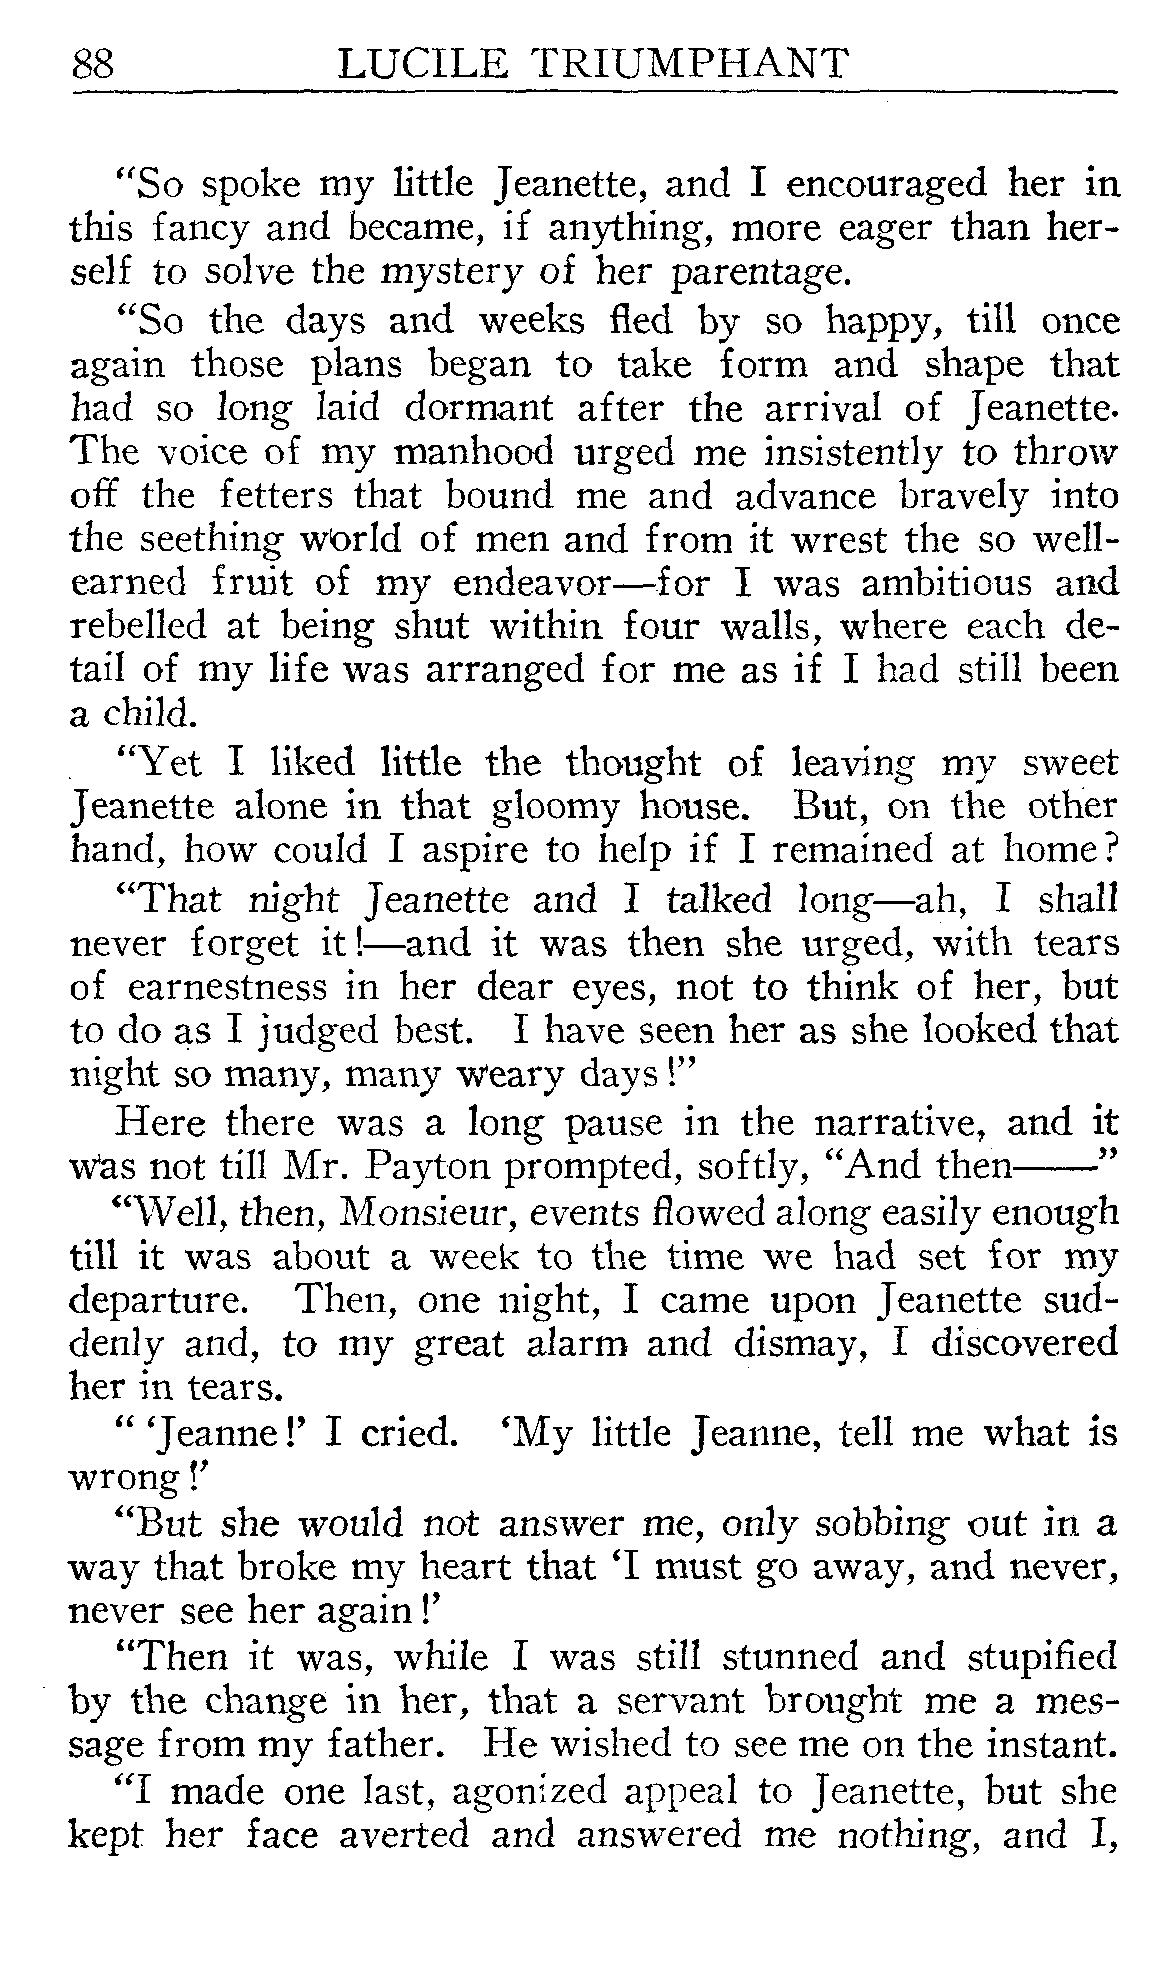 88 LUCILE TRIUMPHANT
“So spoke my little Jeanette, and I encouraged her in
this fancy and became, if anything, more eager than her-
self to solve the mystery of her parentage.
“So the days and weeks fled by so happy, till once
again those plans began to take form and shape that
had so long laid dormant after the arrival of Jeanette.
The voice of my manhood urged me insistently to throw
off the fetters that bound me and advance bravely into
the seething world of men and from it wrest the so well-
earned fruit of my endeavor—for I was ambitious and
rebelled at being shut within four walls, where each de-
tail of my life was arranged for me as if I had still been
a child.
“Yet I liked little the thought of leaving my sweet
Jeanette alone in that gloomy house. But, on the other
hand, how could I aspire to help if I remained at home?
“That night Jeanette and I talked long—ah, I shall
never forget it!—and it was then she urged, with tears
of earnestness in her dear eyes, not to think of her, but
to do as I judged best. I have seen her as she looked that
night so many, many weary days!”
Here there was a long pause in the narrative, and it
was not till Mr. Payton prompted, softly, “And then——”
“Well, then, Monsieur, events flowed along easily enough
till it was about a week to the time we had set for my
departure. Then, one night, I came upon Jeanette sud-
denly and, to my great alarm and dismay, I discovered
her in tears.
“ ‘Jeanne!’ I cried. ‘My little Jeanne, tell me what is
wrong!’
“But she would not answer me, only sobbing out in a
way that broke my heart that ‘I must go away, and never,
never see her again!’
“Then it was, while I was still stunned and stupified
by the change in her, that a servant brought me a mes-
sage from my father. He wished to see me on the instant.
“I made one last, agonized appeal to Jeanette, but she
kept her face averted and answered me nothing, and I,